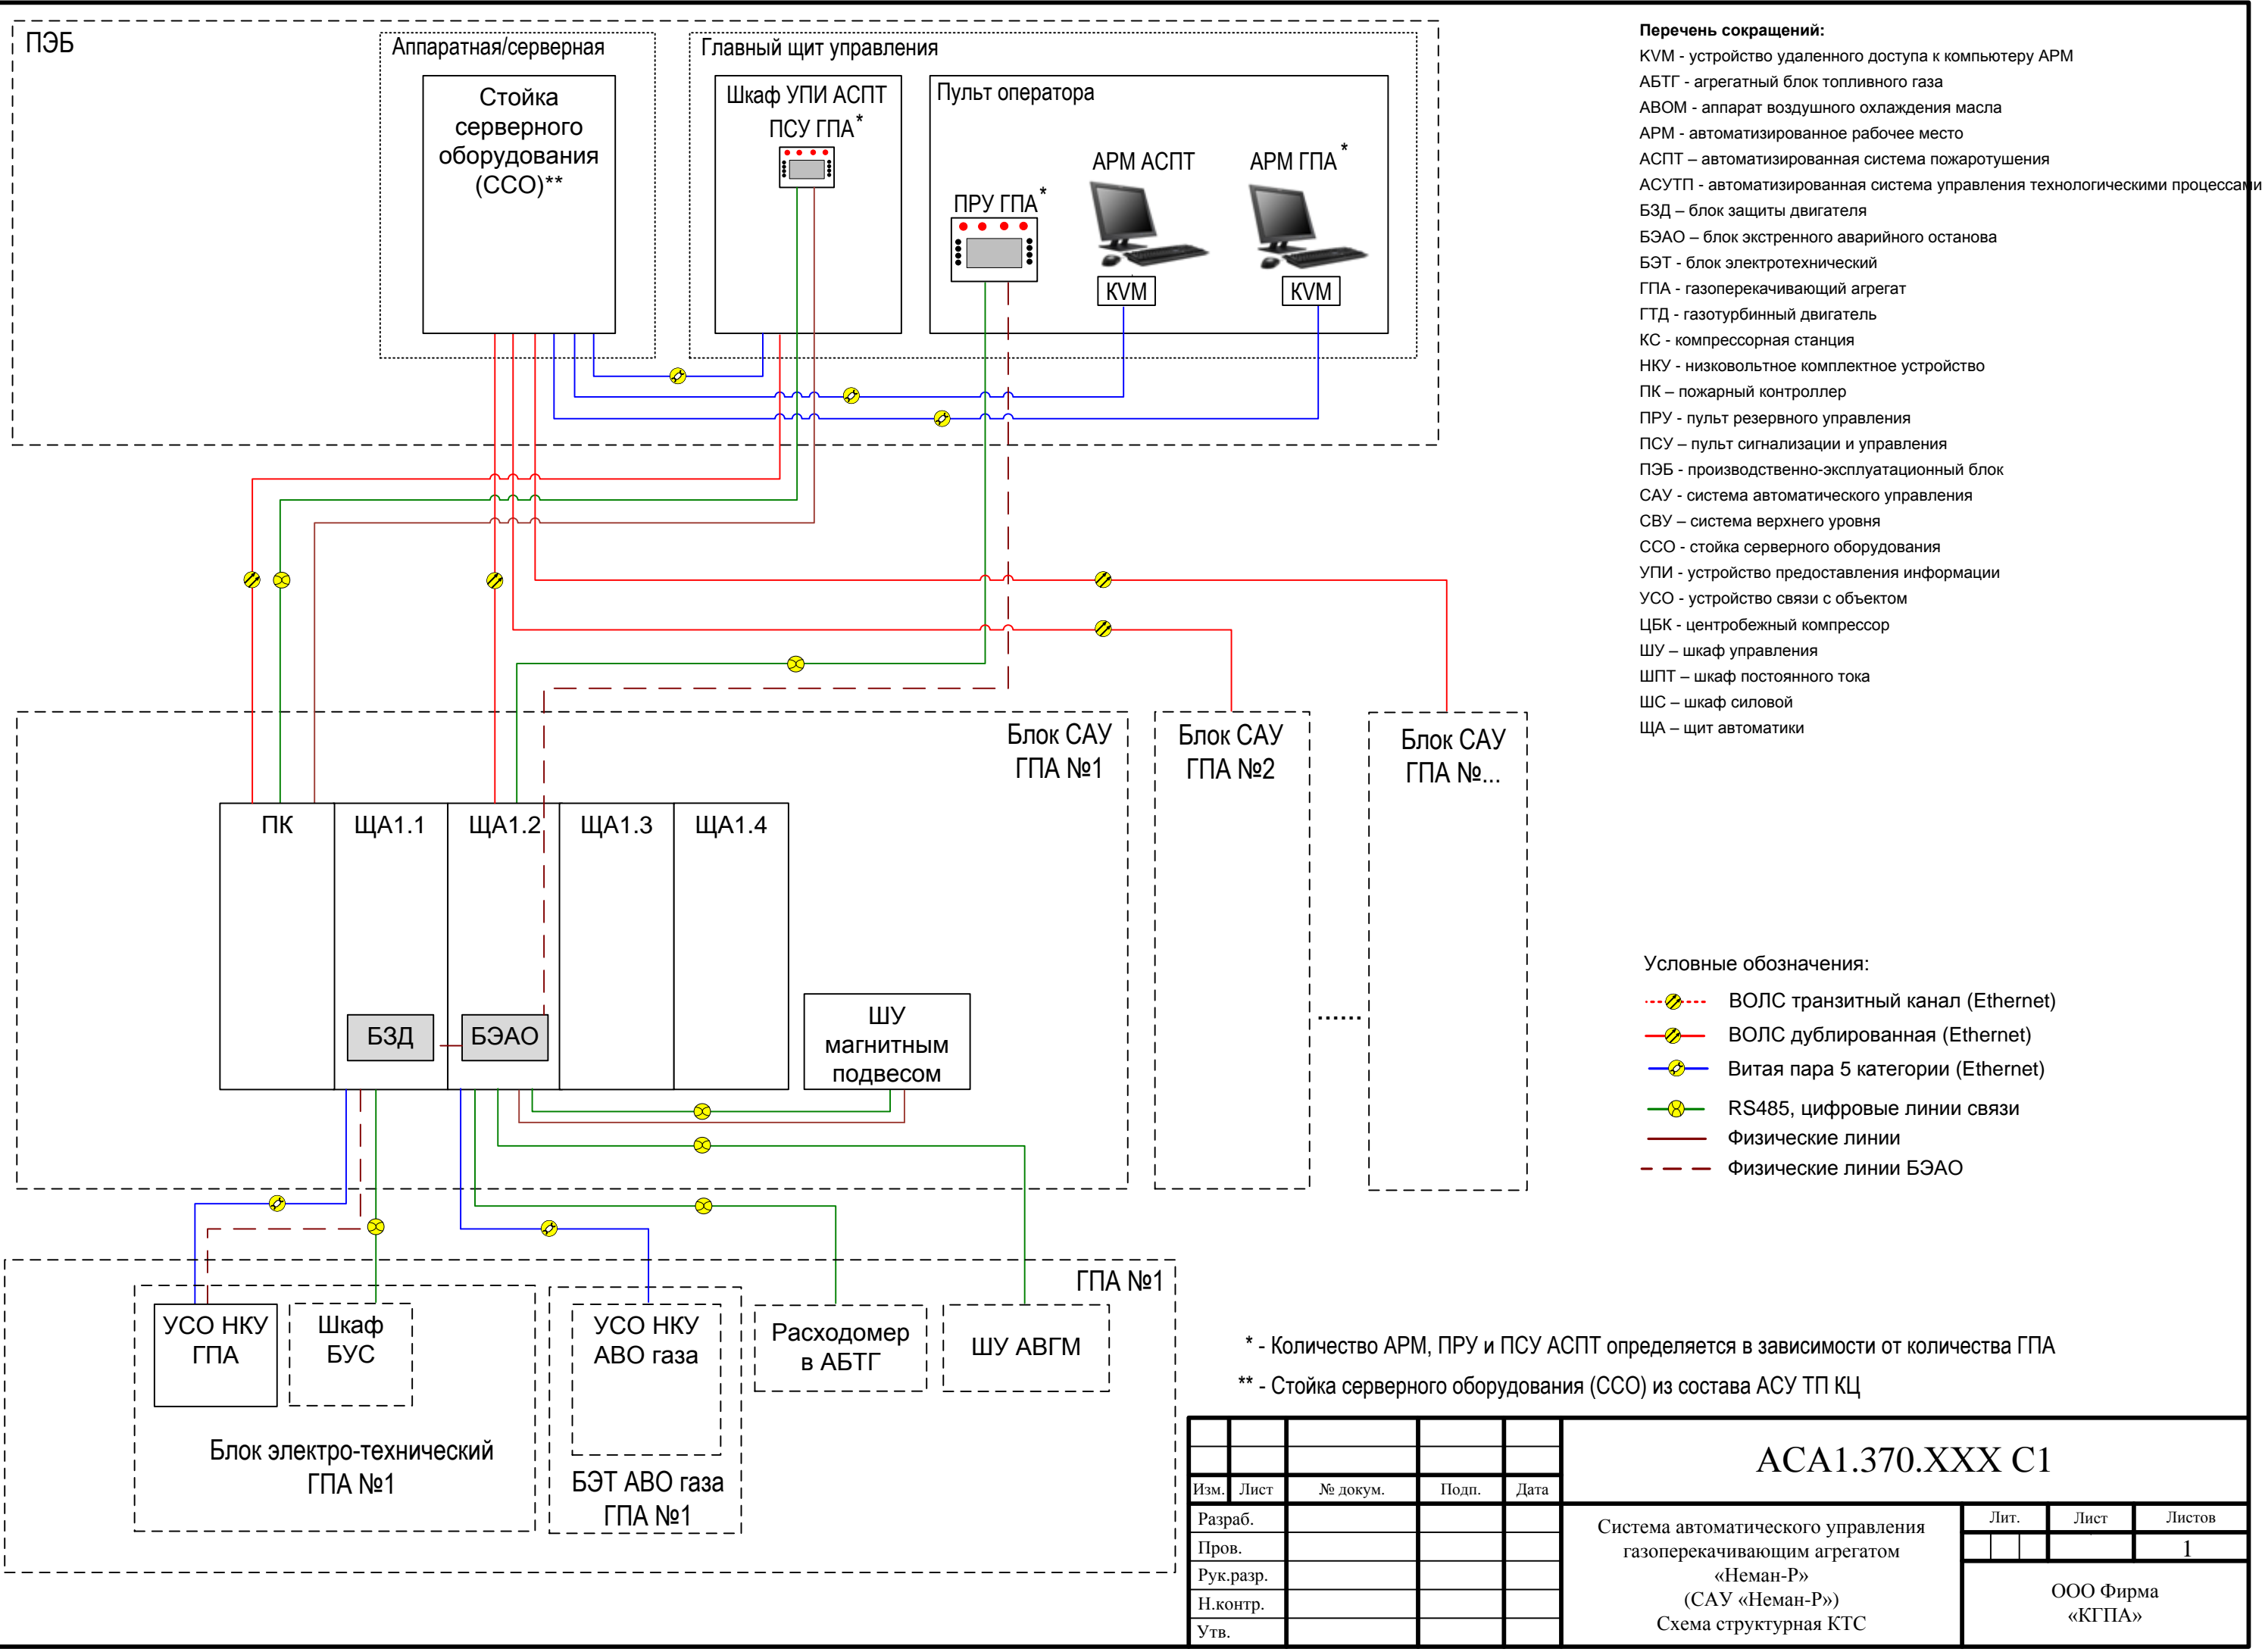 ПЭБ
Аппаратная/серверная
Стойка
серверного
оборудования
(ССО)**
Главный щит управления
Шкаф УПИ АСПТ
ПСУ ГПА*
Пульт оператора
ПРУ ГПА*
АРМ АСПТ
АРМ ГПА*
KVM
KVM
Перечень сокращений:
KVM - устройство удаленного доступа к компьютеру АРМ
АБТГ - агрегатный блок топливного газа
АВОМ - аппарат воздушного охлаждения масла
АРМ - автоматизированное рабочее место
АСПТ – автоматизированная система пожаротушения
АСУТП - автоматизированная система управления технологическими процессами
БЗД – блок защиты двигателя
БЭАО – блок экстренного аварийного останова
БЭТ - блок электротехнический
ГПА - газоперекачивающий агрегат
ГТД - газотурбинный двигатель
КС - компрессорная станция
НКУ - низковольтное комплектное устройство
ПК – пожарный контроллер
ПРУ - пульт резервного управления
ПСУ – пульт сигнализации и управления
ПЭБ - производственно-эксплуатационный блок
САУ - система автоматического управления
СВУ – система верхнего уровня
ССО - стойка серверного оборудования
УПИ - устройство предоставления информации
УСО - устройство связи с объектом
ЦБК - центробежный компрессор
ШУ – шкаф управления
ШПТ – шкаф постоянного тока
ШС – шкаф силовой
ЩА – щит автоматики
Блок САУ
ГПА №1
Блок САУ
ГПА №2
Блок САУ
ГПА №...
ПК
ЩА1.1
ЩА1.2
ЩА1.3
ЩА1.4
БЗД
БЭАО
ШУ
магнитным
подвесом
......
Условные обозначения:
ВОЛС транзитный канал (Ethernet)
ВОЛС дублированная (Ethernet)
Витая пара 5 категории (Ethernet)
RS485, цифровые линии связи
Физические линии
Физические линии БЭАО
ГПА №1
УСО НКУ
ГПА
Шкаф
БУС
Блок электро-технический
ГПА №1
УСО НКУ
АВО газа
БЭТ АВО газа
ГПА №1
Расходомер
в АБТГ
ШУ АВГМ
* - Количество АРМ, ПРУ и ПСУ АСПТ определяется в зависимости от количества ГПА
** - Стойка серверного оборудования (ССО) из состава АСУ ТП КЦ
АСА1.370.ХХХ С1
Изм.
Лист
№ докум.
Подп.
Дата
Разраб.
Пров.
Рук.разр.
Н.контр.
Утв.
Система автоматического управления
газоперекачивающим агрегатом
«Неман-Р»
(САУ «Неман-Р»)
Схема структурная КТС
Лит.
Лист
Листов
1
ООО Фирма
«КГПА»